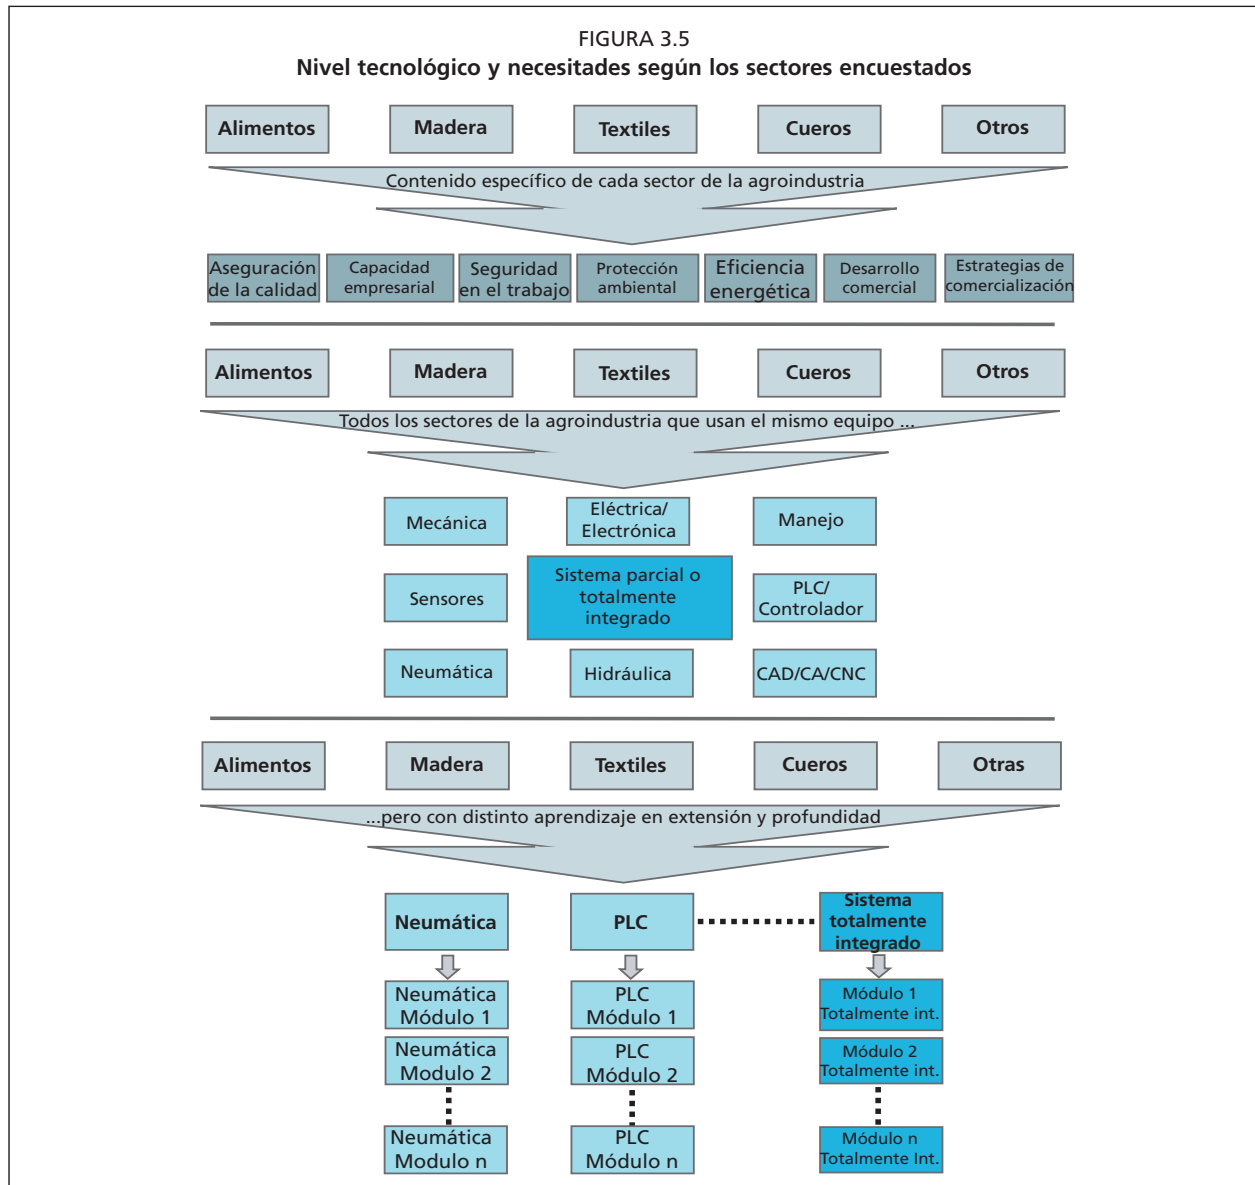 FIGURA 3.5
Nivel tecnológico y necesitades según los sectores encuestados
Alimentos
Madera
Textiles
Cueros
Otros
Contenido específico de cada sector de la agroindustria
Aseguración
de la calidad
Capacidad
empresarial
Seguridad
en el trabajo
Protección
ambiental
Eficiencia
energética
Desarrollo
comercial
Estrategias de
comercialización
Alimentos
Madera
Textiles
Cueros
Otros
Todos los sectores de la agroindustria que usan el mismo equipo ...
Mecánica
Eléctrica/
Electrónica
Manejo
Sensores
Sistema parcial o
totalmente
integrado
PLC/
Controlador
Neumática
Hidráulica
CAD/CA/CNC
Alimentos
Madera
Textiles
Cueros
Otras
...pero con distinto aprendizaje en extensión y profundidad
Neumática
PLC
Sistema
totalmente
integrado
Neumática
Módulo 1
PLC
Módulo 1
Módulo 1
Totalmente int.
Neumática
Modulo 2
PLC
Módulo 2
Módulo 2
Totalmente int.
Neumática
Modulo n
PLC
Módulo n
Módulo n
Totalmente Int.